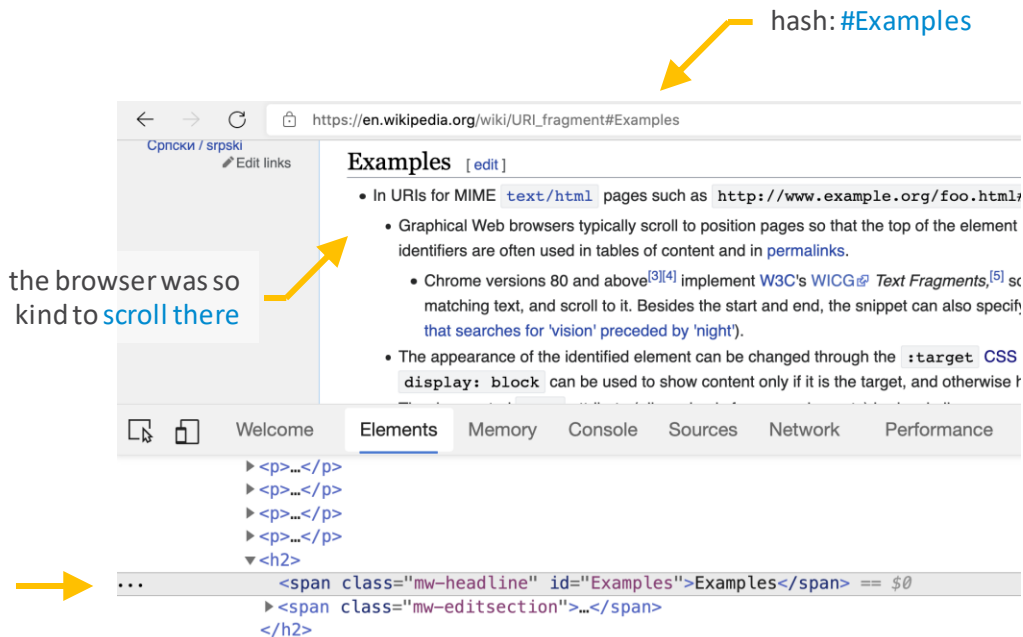 hash: #Examples
https://en.wikipedia.org/wiki/URI_fragment#Examples
Српски / srpski
Edit links
Examples [ edit ]
• In URIs for MIME text/html pages such as http://www.example.org/foo.html#
• Graphical Web browsers typically scroll to position pages so that the top of the element
identifiers are often used in tables of content and in permalinks.
the browser was so
kind to scroll there
• Chrome versions 80 and above[3][4] implement W3C's WICG Text Fragments,[5] so
matching text, and scroll to it. Besides the start and end, the snippet can also specify
that searches for 'vision' preceded by 'night').
• The appearance of the identified element can be changed through the :target CSS
display: block can be used to show content only if it is the target, and otherwise h
Welcome Elements Memory Console Sources Network Performance
<p>…</p>
<p>…</p>
<p>…</p>
<p>…</p>
<h2>
... <span class="mw-headline" id="Examples">Examples</span> == $0
<span class="mw-editsection">…</span>
</h2>